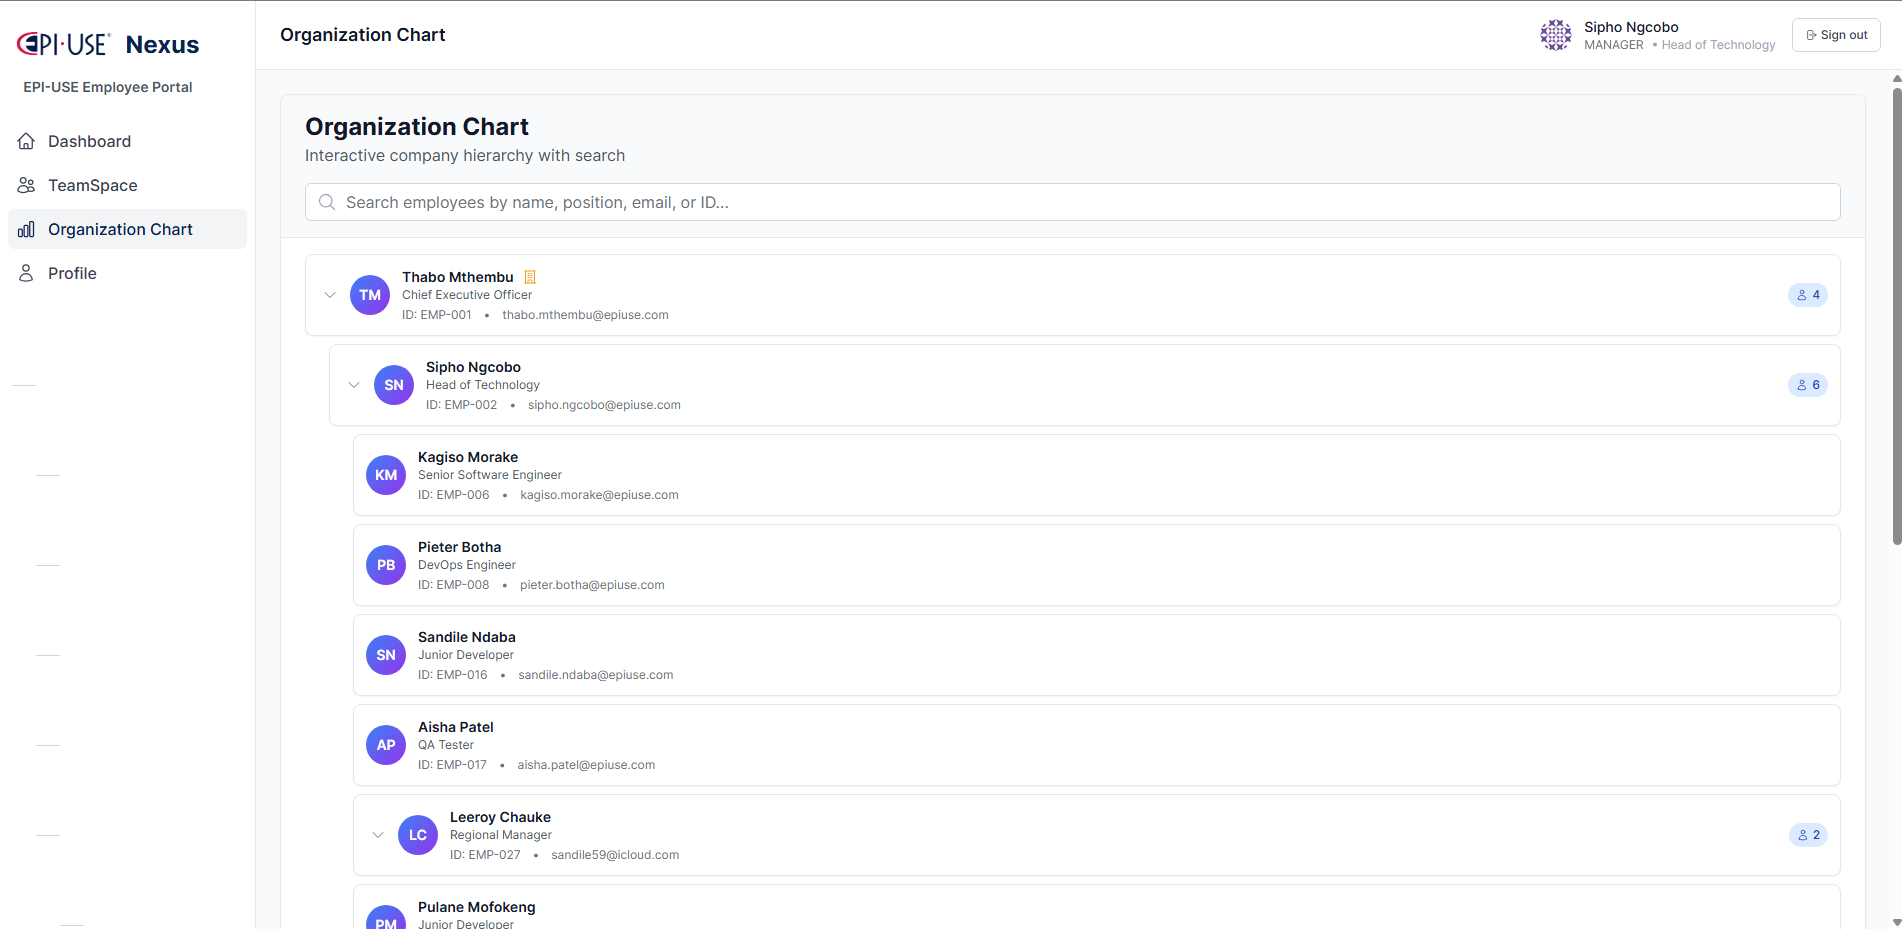 EPI·USE® Nexus
EPI-USE Employee Portal
Dashboard
TeamSpace
Organization Chart
Profile
Organization Chart
Sipho Ngcobo
MANAGER • Head of Technology
Sign out
Organization Chart
Interactive company hierarchy with search
Search employees by name, position, email, or ID...
TM
Thabo Mthembu
Chief Executive Officer
ID: EMP-001 • thabo.mthembu@epiuse.com
4
SN
Sipho Ngcobo
Head of Technology
ID: EMP-002 • sipho.ngcobo@epiuse.com
6
KM
Kagiso Morake
Senior Software Engineer
ID: EMP-006 • kagiso.morake@epiuse.com
PB
Pieter Botha
DevOps Engineer
ID: EMP-008 • pieter.botha@epiuse.com
SN
Sandile Ndaba
Junior Developer
ID: EMP-016 • sandile.ndaba@epiuse.com
AP
Aisha Patel
QA Tester
ID: EMP-017 • aisha.patel@epiuse.com
LC
Leeroy Chauke
Regional Manager
ID: EMP-027 • sandile59@icloud.com
2
PM
Pulane Mofokeng
Junior Developer